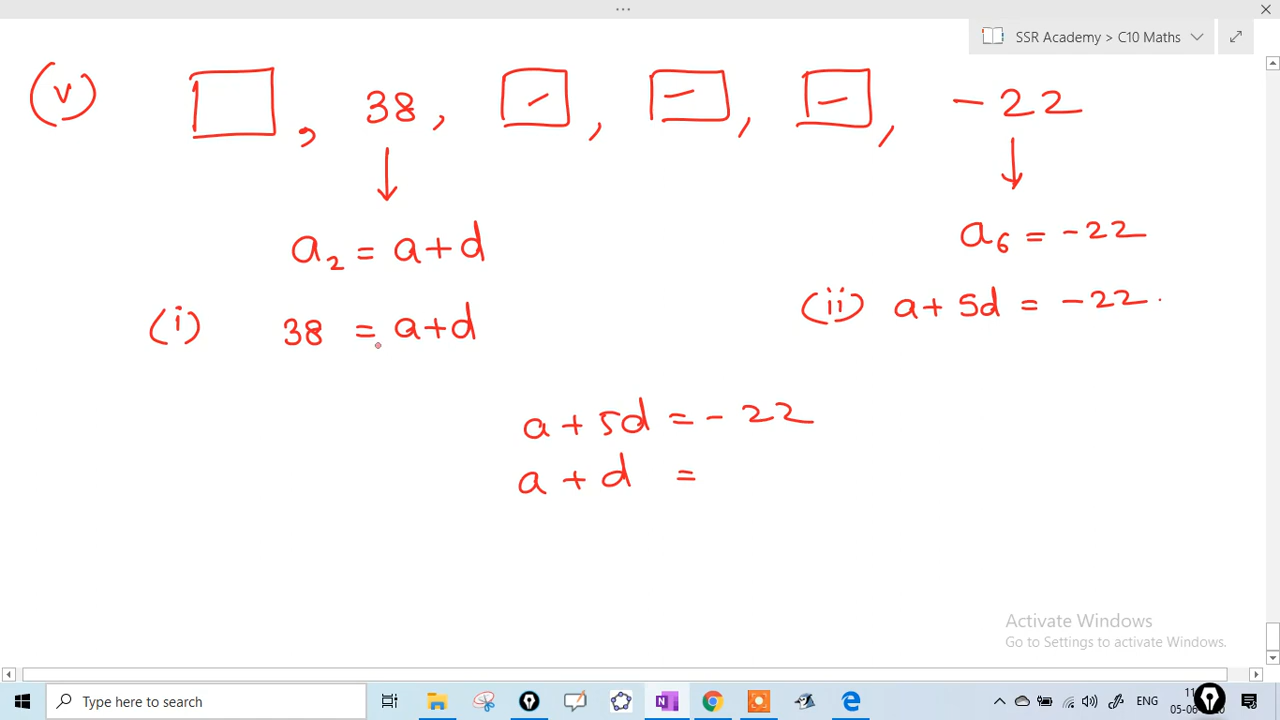 SSR Academy > C10 Maths
(v) , 38, -, -, -, -22
a2 = a+d
a6 = -22
(i) 38 = a+d
(ii) a+5d = -22.
a + 5d = -22
a + d =
Activate Windows
Go to Settings to activate Windows.
Type here to search
ENG